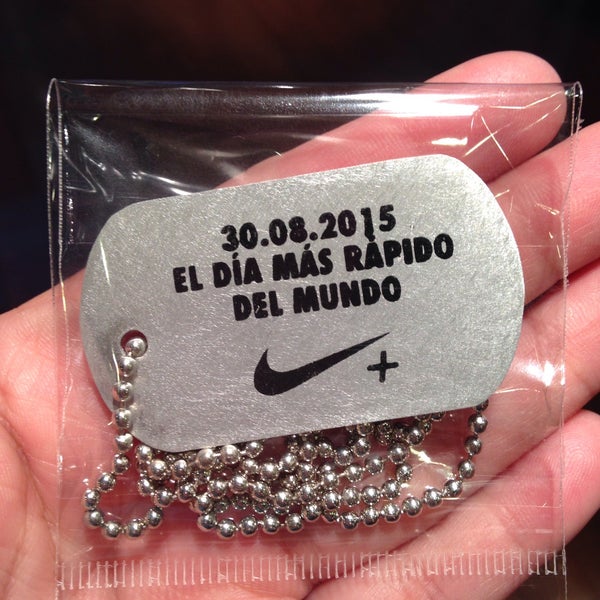 30.08.2015
EL DÍA MÁS RÁPIDO
DEL MUNDO
+